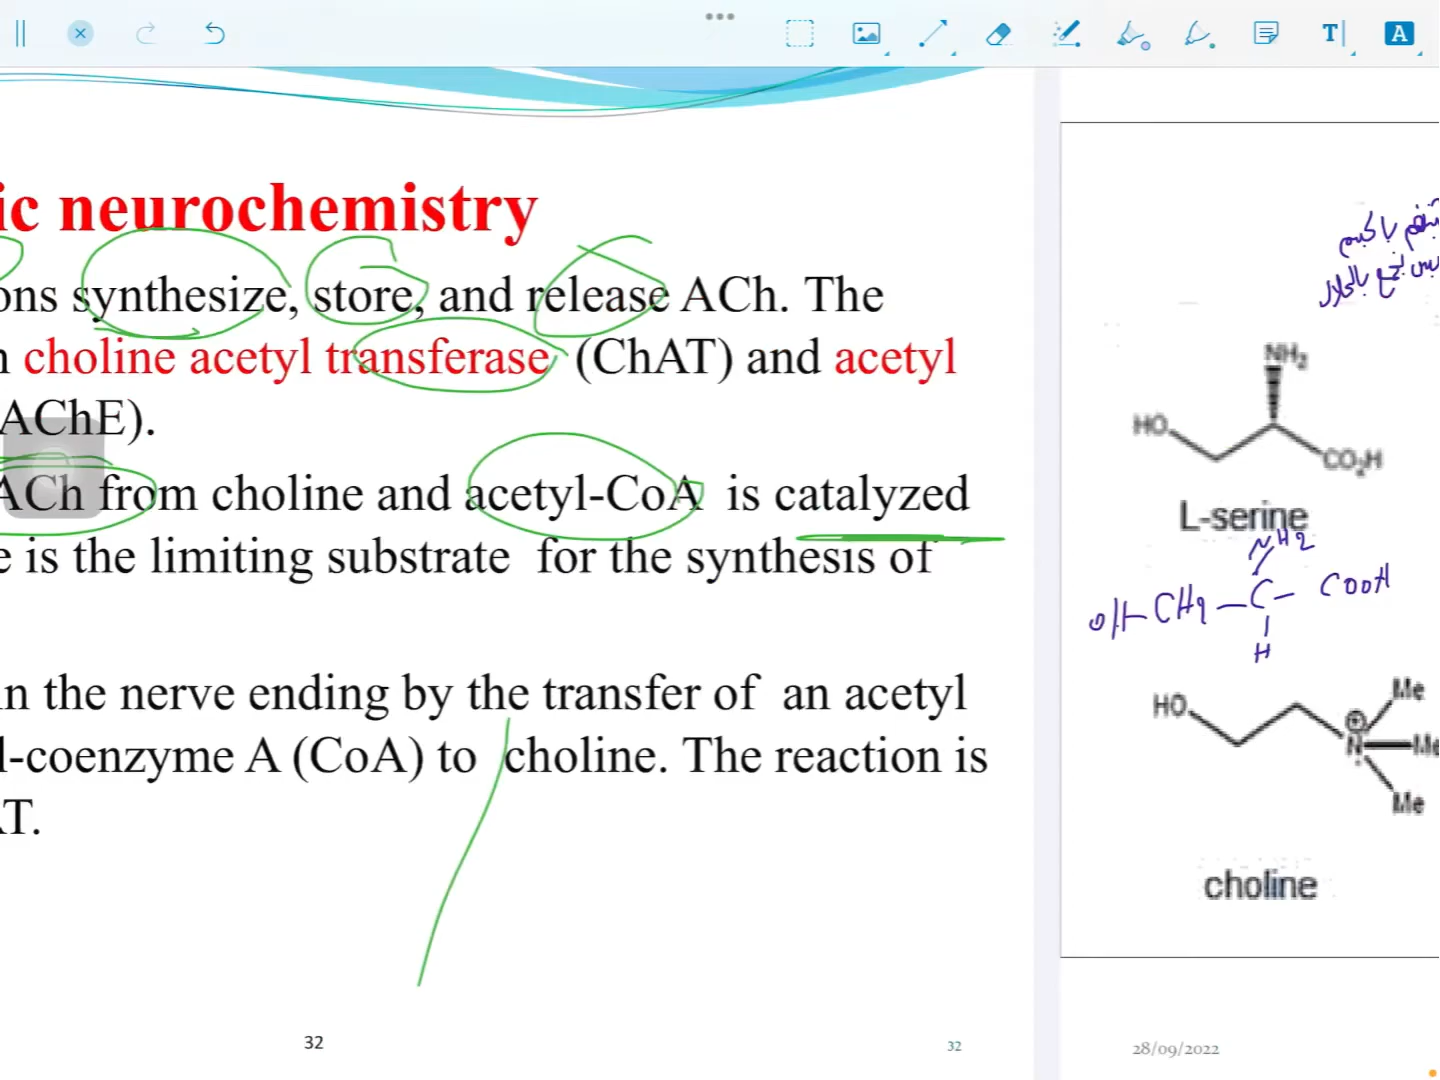 ic neurochemistry
ons synthesize, store, and release ACh. The
n choline acetyl transferase (ChAT) and acetyl
AChE).
ACh from choline and acetyl-CoA is catalyzed
e is the limiting substrate for the synthesis of
in the nerve ending by the transfer of an acetyl
l-coenzyme A (CoA) to choline. The reaction is
AT.
32
32
NH2
HO
CO2H
L-serine
NH2
OH-CH2-C- COOH
H
HO
Me
N
Me
Me
choline
28/09/2022
T
A